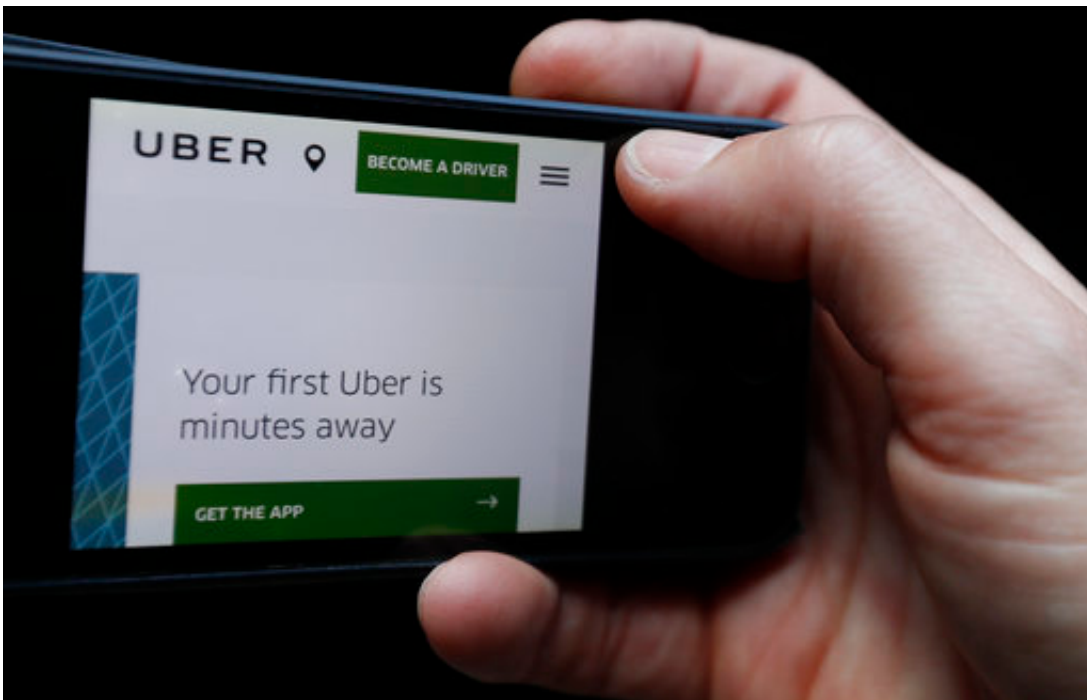 UBER
BECOME A DRIVER
Your first Uber is
minutes away
GET THE APP